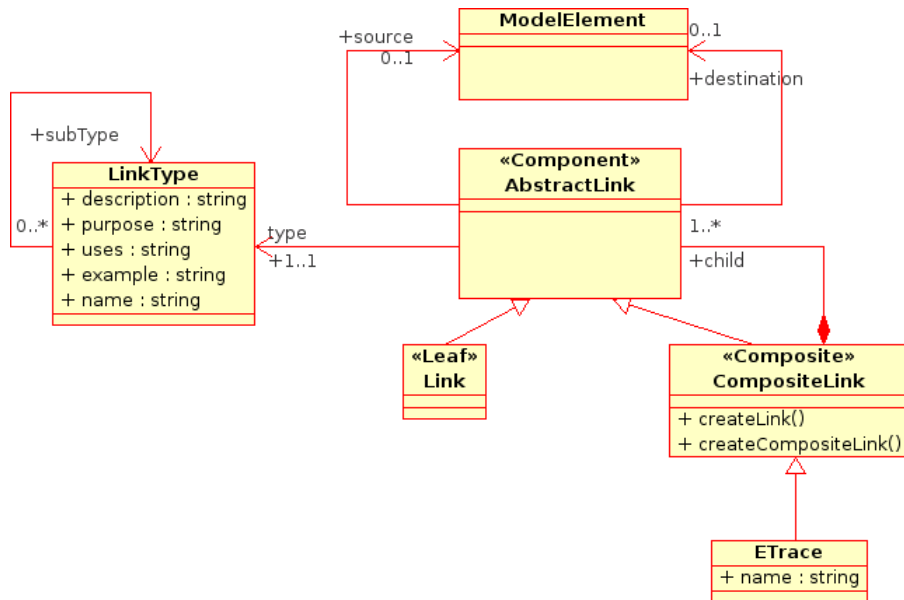 ModelElement
+source
0..1
0..1
+destination
+subType
LinkType
+ description : string
+ purpose : string
+ uses : string
+ example : string
+ name : string
0..*
type
+1..1
«Component»
AbstractLink
1..*
+child
«Leaf»
Link
«Composite»
CompositeLink
+ createLink()
+ createCompositeLink()
ETrace
+ name : string